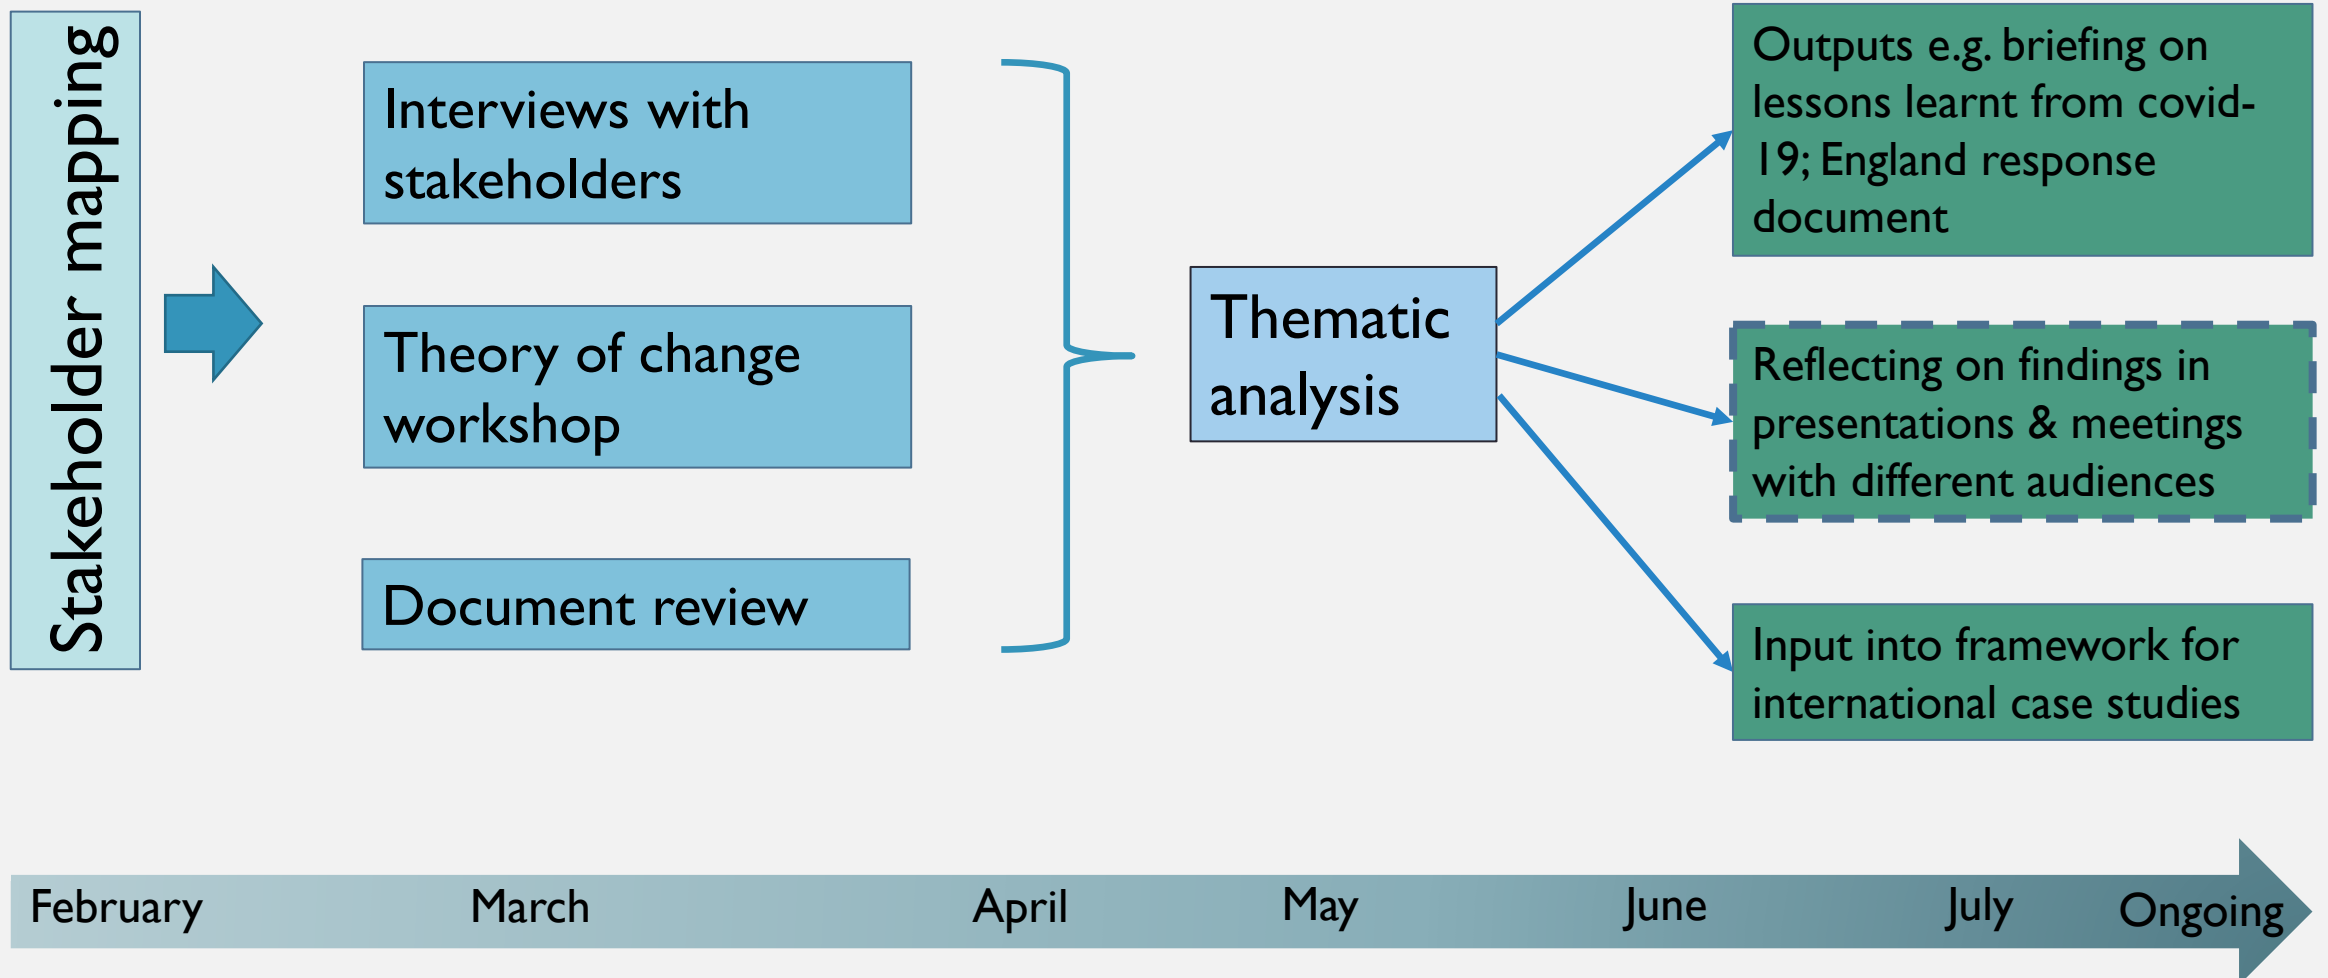 Stakeholder mapping
Interviews with
stakeholders
Theory of change
workshop
Document review
Thematic
analysis
Outputs e.g. briefing on
lessons learnt from covid-
19; England response
document
Reflecting on findings in
presentations & meetings
with different audiences
Input into framework for
international case studies
February
March
April
May
June
July
Ongoing